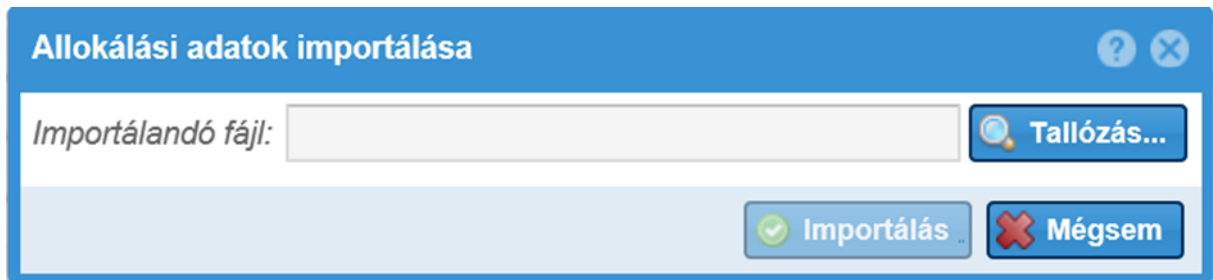 Allokálási adatok importálása
Importálandó fájl: Tallózás...
Importálás Mégsem